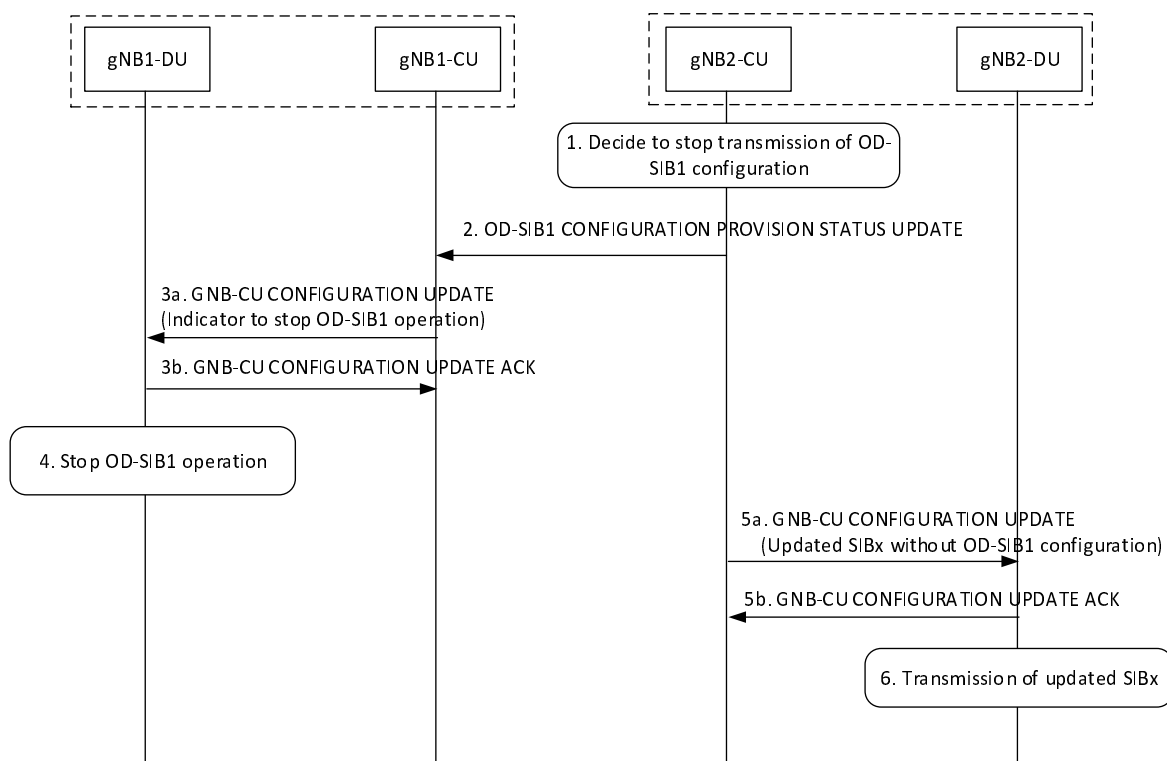 gNB1-DU
gNB1-CU
gNB2-CU
gNB2-DU
1. Decide to stop transmission of OD-
SIB1 configuration
2. OD-SIB1 CONFIGURATION PROVISION STATUS UPDATE
3a. GNB-CU CONFIGURATION UPDATE
(Indicator to stop OD-SIB1 operation)
3b. GNB-CU CONFIGURATION UPDATE ACK
4. Stop OD-SIB1 operation
5a. GNB-CU CONFIGURATION UPDATE
(Updated SIBx without OD-SIB1 configuration)
5b. GNB-CU CONFIGURATION UPDATE ACK
6. Transmission of updated SIBx